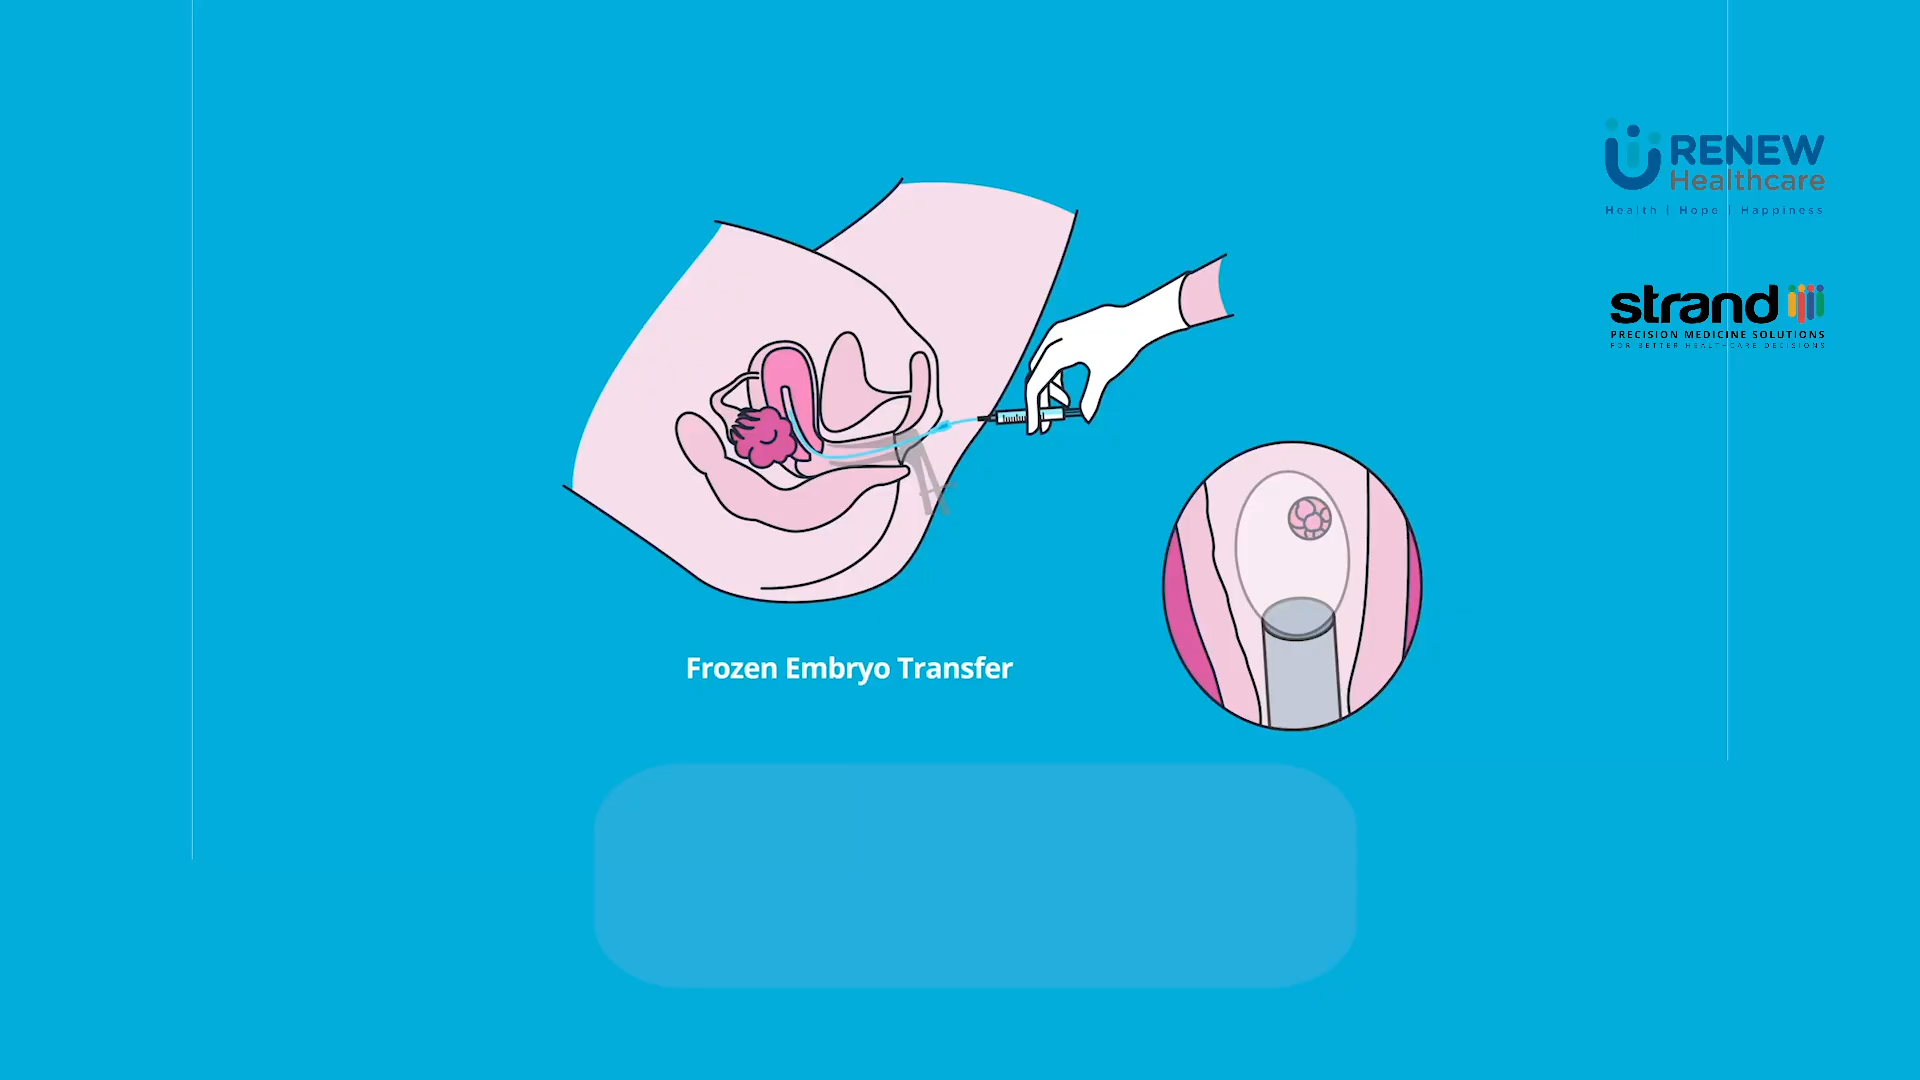 RENEW
Healthcare
Health | Hope | Happiness
strand
PRECISION MEDICINE SOLUTIONS
FOR BETTER HEALTHCARE DECISIONS
Frozen Embryo Transfer